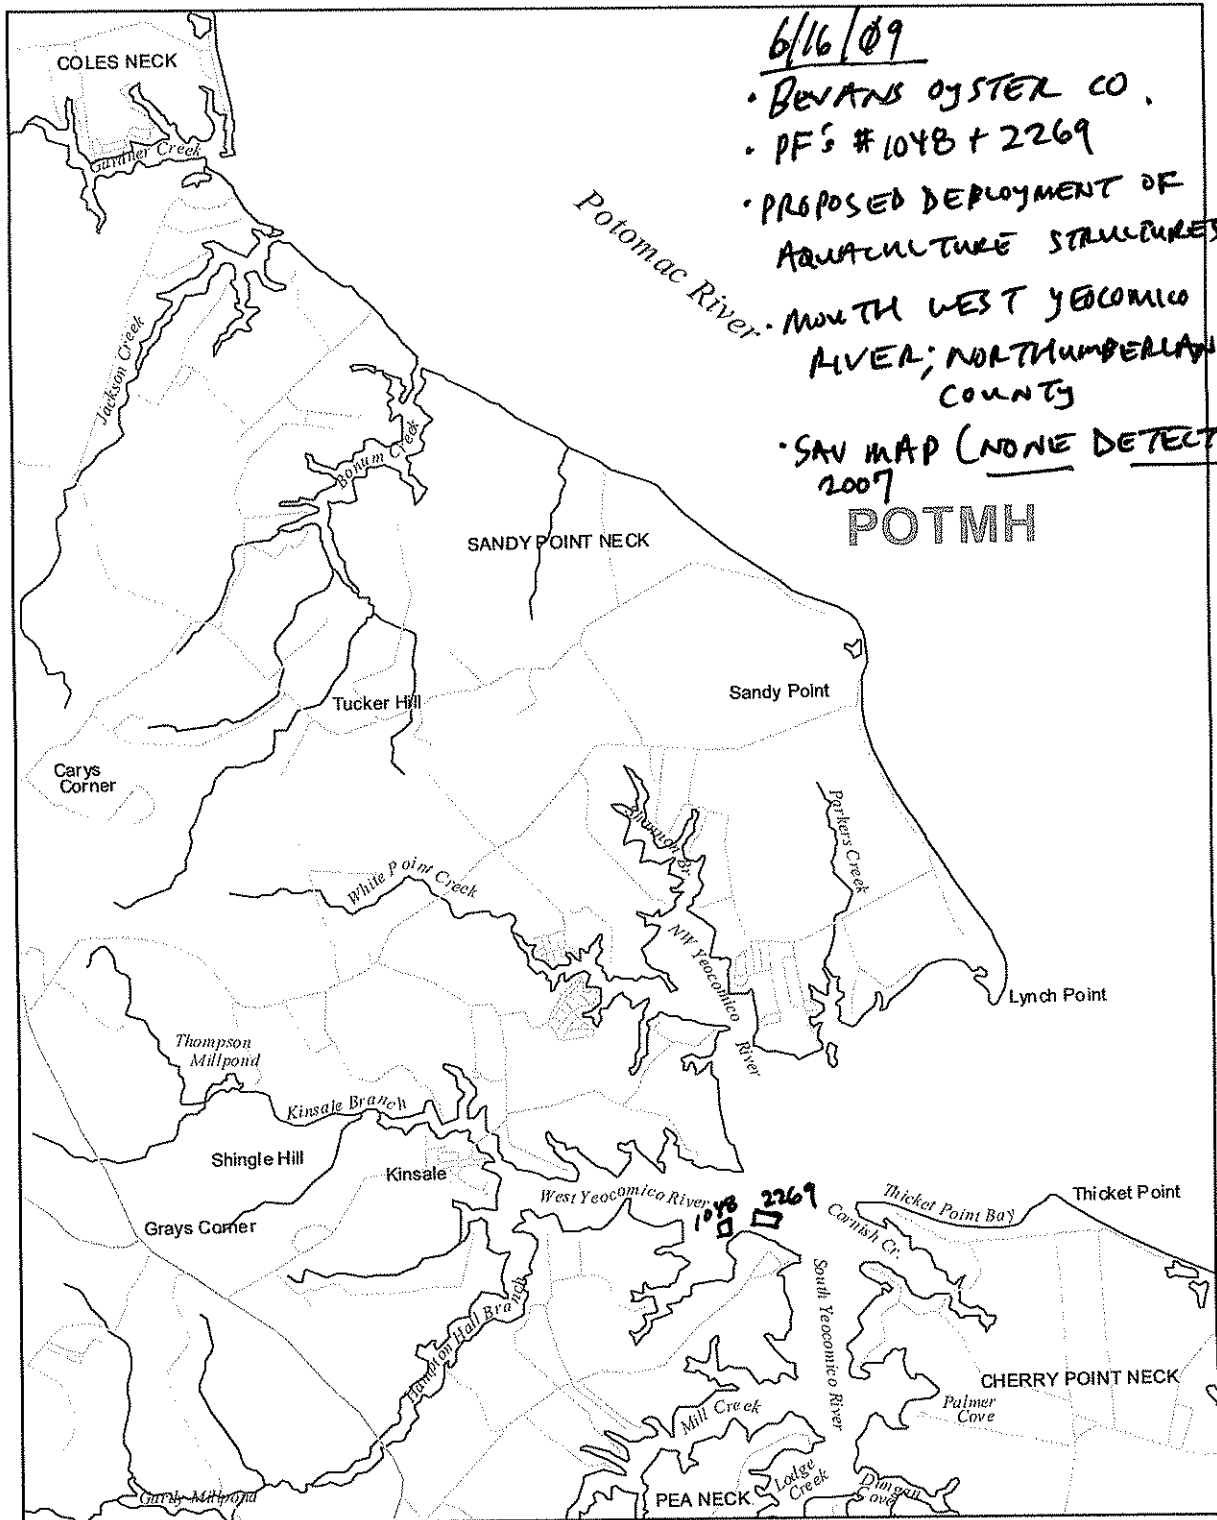 6/16/09
COLES NECK
• BEVANS OYSTER CO.
• PF's #1048 + 2269
Gardner Creek
• PROPOSED DEPLOYMENT OF
AQUACULTURE STRUCTURES
Potomac River
• MOUTH WEST YEOCOMICO
RIVER; NORTHUMBERLAN
COUNTY
Jackson Creek
Bonum Creek
• SAV MAP (NONE DETECT
2007
POTMH
SANDY POINT NECK
Sandy Point
Tucker Hill
Carys
Corner
Shannon Br.
Parkers Creek
White Point Creek
NW Yeocomico River
Lynch Point
Thompson
Millpond
Kinsale Branch
Shingle Hill
Kinsale
West Yeocomico River
1048
2269
Thicket Point Bay
Thicket Point
Grays Corner
Cornish Cr.
South Yeocomico River
Hampton Hall Branch
CHERRY POINT NECK
Palmer
Cove
Mill Creek
Lodge
Creek
Dungan
Cove
Gardy Millpond
PEA NECK